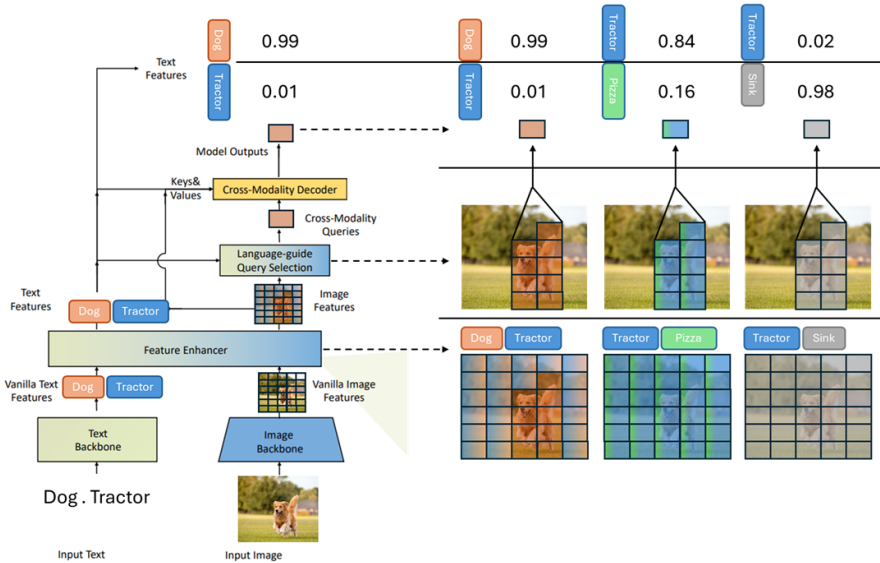 Text
Features
Dog
0.99
Tractor
0.01
Dog
0.99
Tractor
0.01
Tractor
0.84
Pizza
0.16
Tractor
0.02
Sink
0.98
Model Outputs
Keys&
Values
Cross-Modality Decoder
Cross-Modality
Queries
Language-guide
Query Selection
Text
Features
Dog
Tractor
Image
Features
Feature Enhancer
Vanilla Text
Features
Dog
Tractor
Vanilla Image
Features
Text
Backbone
Image
Backbone
Dog . Tractor
Input Text
Input Image
Dog
Tractor
Tractor
Pizza
Tractor
Sink